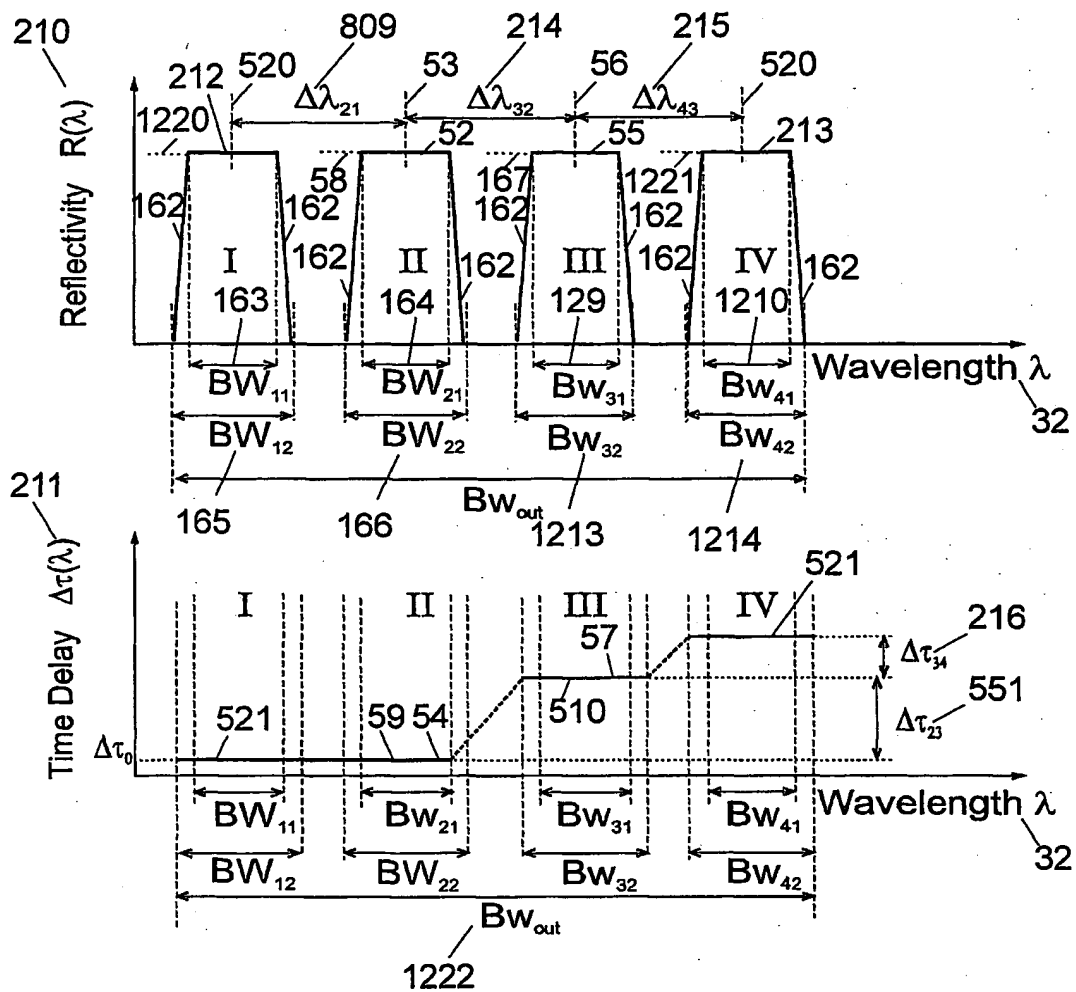 210
809
214
215
212
520
53
56
520
Δλ₂₁
Δλ₃₂
Δλ₄₃
1220
52
55
213
58
167
1221
162
162
162
162
162
162
162
162
Reflectivity R(λ)
I
II
III
IV
163
164
129
1210
Wavelength λ
BW₁₁
BW₂₁
Bw₃₁
Bw₄₁
32
BW₁₂
BW₂₂
Bw₃₂
Bw₄₂
Bw_out
211
165
166
1213
1214
Time Delay Δτ(λ)
521
I
II
III
IV
216
57
Δτ₃₄
510
551
521
59
54
Δτ₂₃
Δτ₀
Wavelength λ
BW₁₁
Bw₂₁
Bw₃₁
Bw₄₁
32
BW₁₂
BW₂₂
Bw₃₂
Bw₄₂
Bw_out
1222